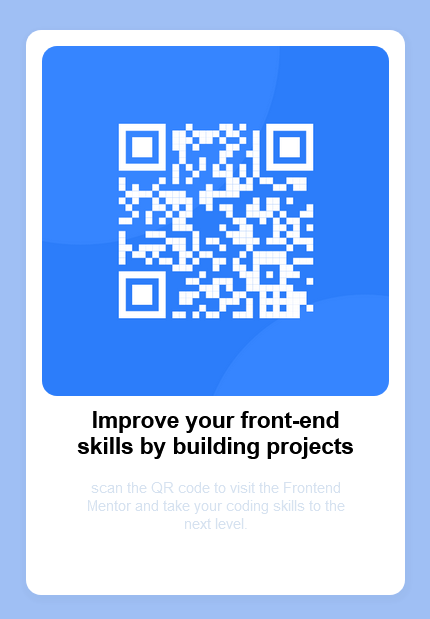 Improve your front-end
skills by building projects
scan the QR code to visit the Frontend
Mentor and take your coding skills to the
next level.